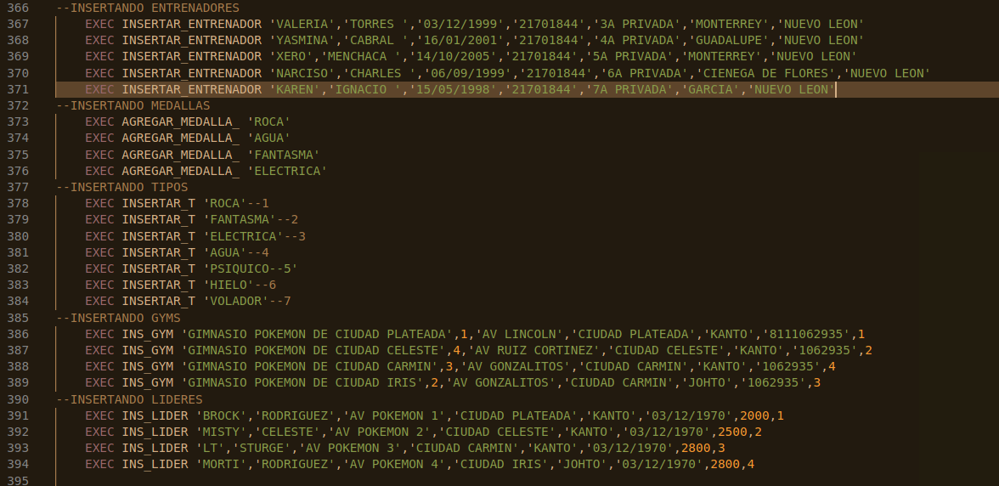 366 --INSERTANDO ENTRENADORES
367 EXEC INSERTAR_ENTRENADOR 'VALERIA','TORRES ','03/12/1999','21701844','3A PRIVADA','MONTERREY','NUEVO LEON'
368 EXEC INSERTAR_ENTRENADOR 'YASMINA','CABRAL ','16/01/2001','21701844','4A PRIVADA','GUADALUPE','NUEVO LEON'
369 EXEC INSERTAR_ENTRENADOR 'XERO','MENCHACA ','14/10/2005','21701844','5A PRIVADA','MONTERREY','NUEVO LEON'
370 EXEC INSERTAR_ENTRENADOR 'NARCISO','CHARLES ','06/09/1999','21701844','6A PRIVADA','CIENEGA DE FLORES','NUEVO LEON'
371 EXEC INSERTAR_ENTRENADOR 'KAREN','IGNACIO ','15/05/1998','21701844','7A PRIVADA','GARCIA','NUEVO LEON'
372 --INSERTANDO MEDALLAS
373 EXEC AGREGAR_MEDALLA_ 'ROCA'
374 EXEC AGREGAR_MEDALLA_ 'AGUA'
375 EXEC AGREGAR_MEDALLA_ 'FANTASMA'
376 EXEC AGREGAR_MEDALLA_ 'ELECTRICA'
377 --INSERTANDO TIPOS
378 EXEC INSERTAR_T 'ROCA'--1
379 EXEC INSERTAR_T 'FANTASMA'--2
380 EXEC INSERTAR_T 'ELECTRICA'--3
381 EXEC INSERTAR_T 'AGUA'--4
382 EXEC INSERTAR_T 'PSIQUICO--5'
383 EXEC INSERTAR_T 'HIELO'--6
384 EXEC INSERTAR_T 'VOLADOR'--7
385 --INSERTANDO GYMS
386 EXEC INS_GYM 'GIMNASIO POKEMON DE CIUDAD PLATEADA',1,'AV LINCOLN','CIUDAD PLATEADA','KANTO','8111062935',1
387 EXEC INS_GYM 'GIMNASIO POKEMON DE CIUDAD CELESTE',4,'AV RUIZ CORTINEZ','CIUDAD CELESTE','KANTO','1062935',2
388 EXEC INS_GYM 'GIMNASIO POKEMON DE CIUDAD CARMIN',3,'AV GONZALITOS','CIUDAD CARMIN','KANTO','1062935',4
389 EXEC INS_GYM 'GIMNASIO POKEMON DE CIUDAD IRIS',2,'AV GONZALITOS','CIUDAD CARMIN','JOHTO','1062935',3
390 --INSERTANDO LIDERES
391 EXEC INS_LIDER 'BROCK','RODRIGUEZ','AV POKEMON 1','CIUDAD PLATEADA','KANTO','03/12/1970',2000,1
392 EXEC INS_LIDER 'MISTY','CELESTE','AV POKEMON 2','CIUDAD CELESTE','KANTO','03/12/1970',2500,2
393 EXEC INS_LIDER 'LT','STURGE','AV POKEMON 3','CIUDAD CARMIN','KANTO','03/12/1970',2800,3
394 EXEC INS_LIDER 'MORTI','RODRIGUEZ','AV POKEMON 4','CIUDAD IRIS','JOHTO','03/12/1970',2800,4
395